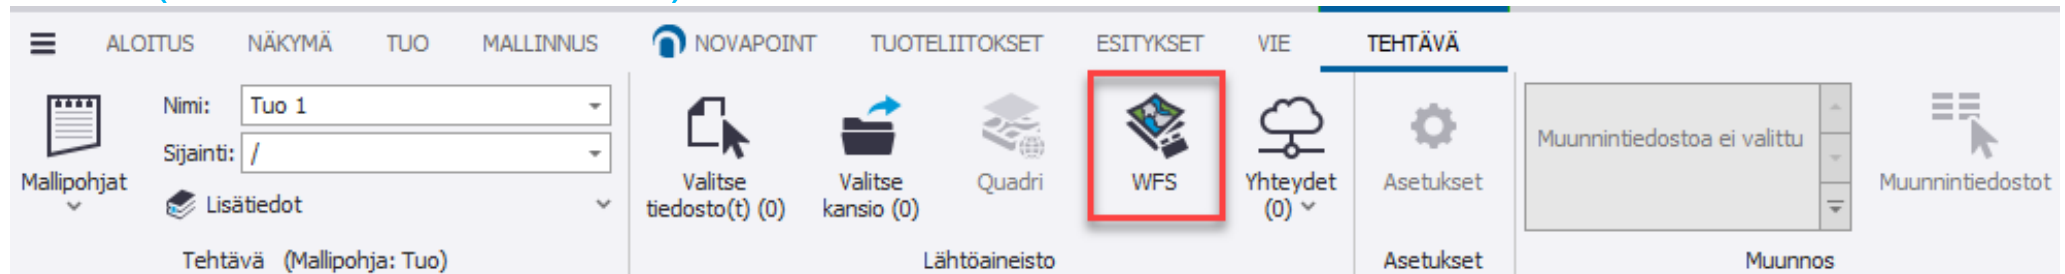 ALOITUS NÄKYMÄ TUO MALLINNUS NOVAPOINT TUOTELIITOKSET ESITYKSET VIE TEHTÄVÄ
Nimi: Tuo 1
Sijainti: /
Lisätiedot
Mallipohjat
Valitse
tiedosto(t) (0)
Valitse
kansio (0)
Quadri
WFS
Yhteydet
(0)
Asetukset
Muunnintiedostoa ei valittu
Muunnintiedostot
Tehtävä (Mallipohja: Tuo) Lähtöaineisto Asetukset Muunnos